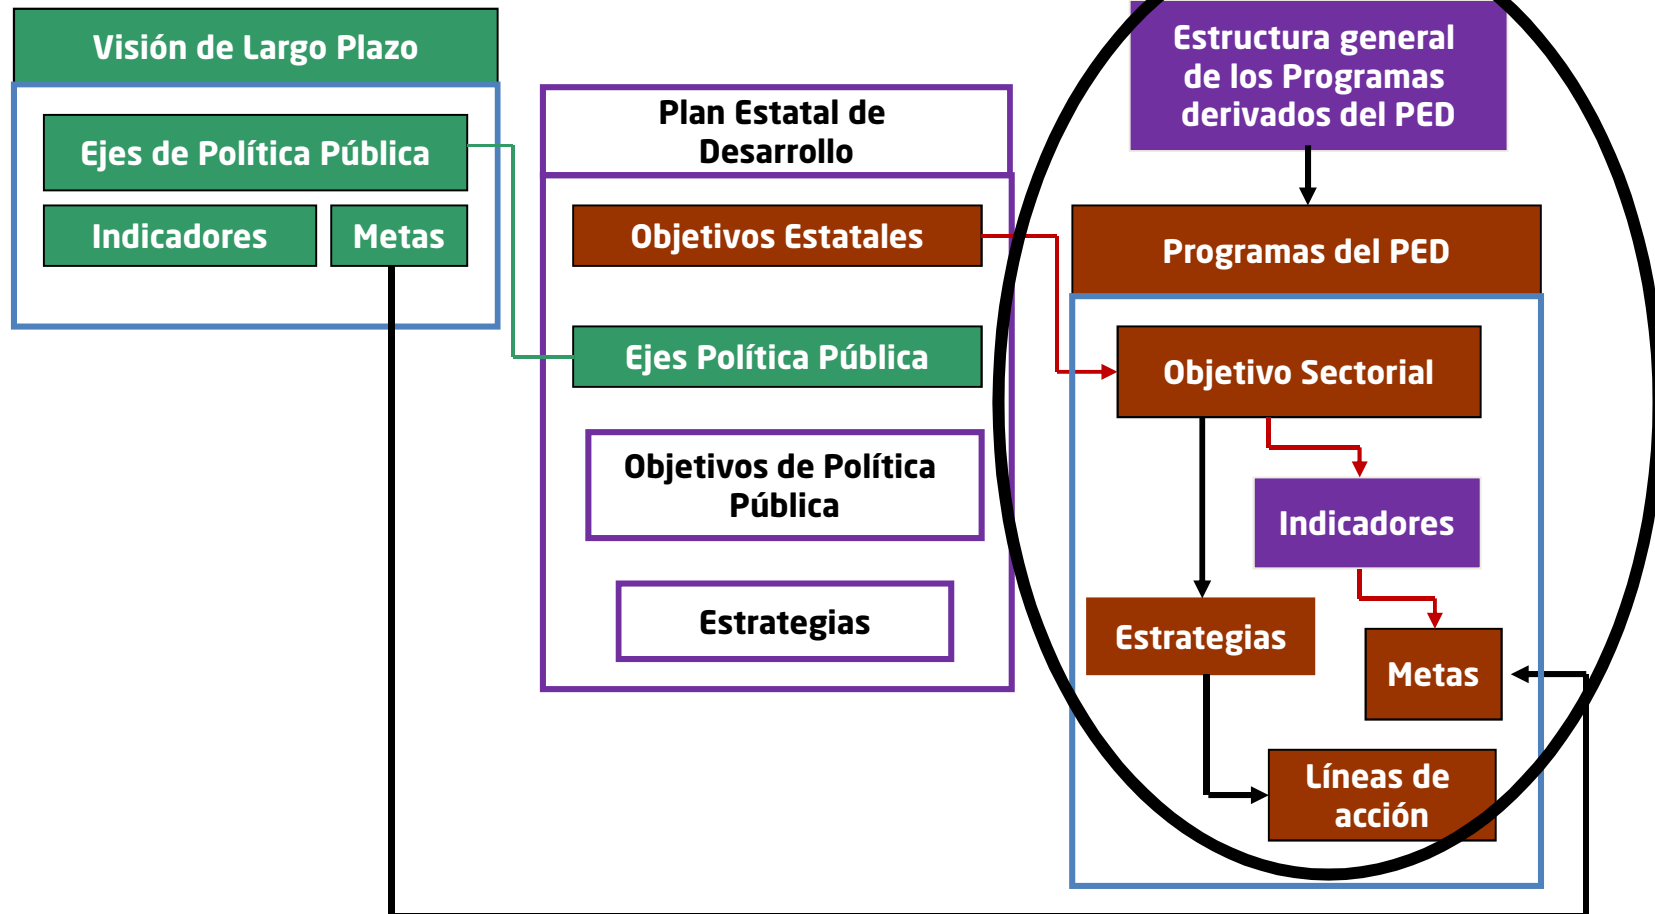 Visión de Largo Plazo
Ejes de Política Pública
Indicadores
Metas
Plan Estatal de
Desarrollo
Objetivos Estatales
Ejes Política Pública
Objetivos de Política
Pública
Estrategias
Estructura general
de los Programas
derivados del PED
Programas del PED
Objetivo Sectorial
Indicadores
Estrategias
Metas
Líneas de
acción